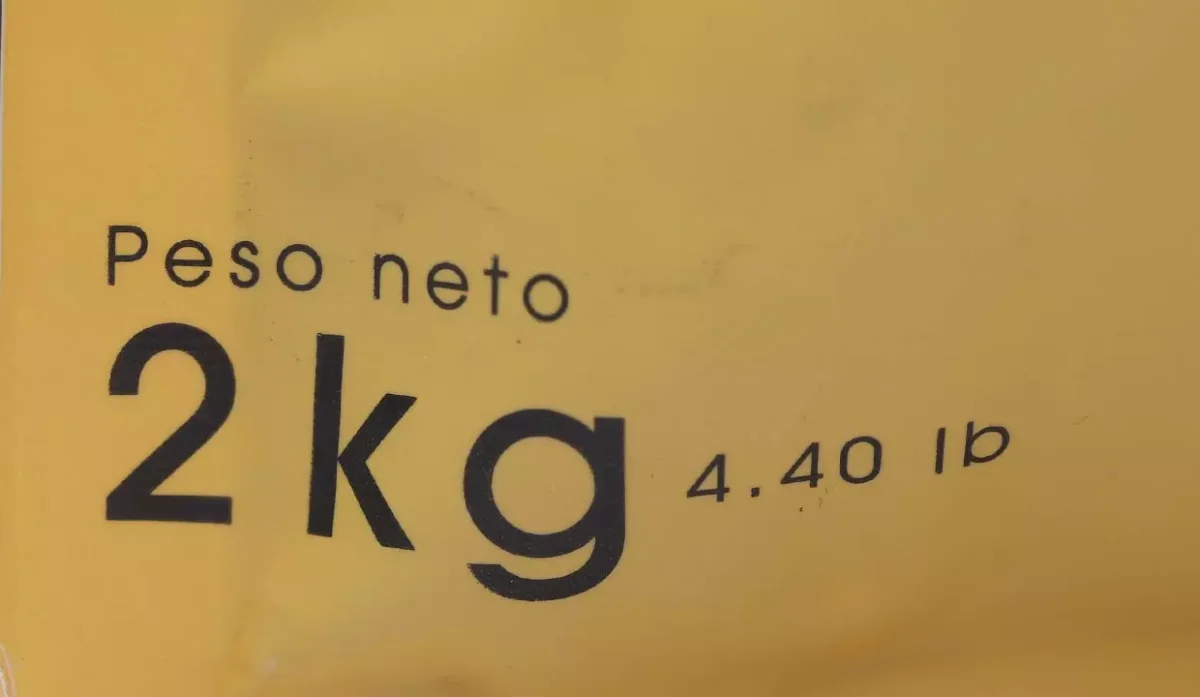 Peso neto
2kg 4.40 lb